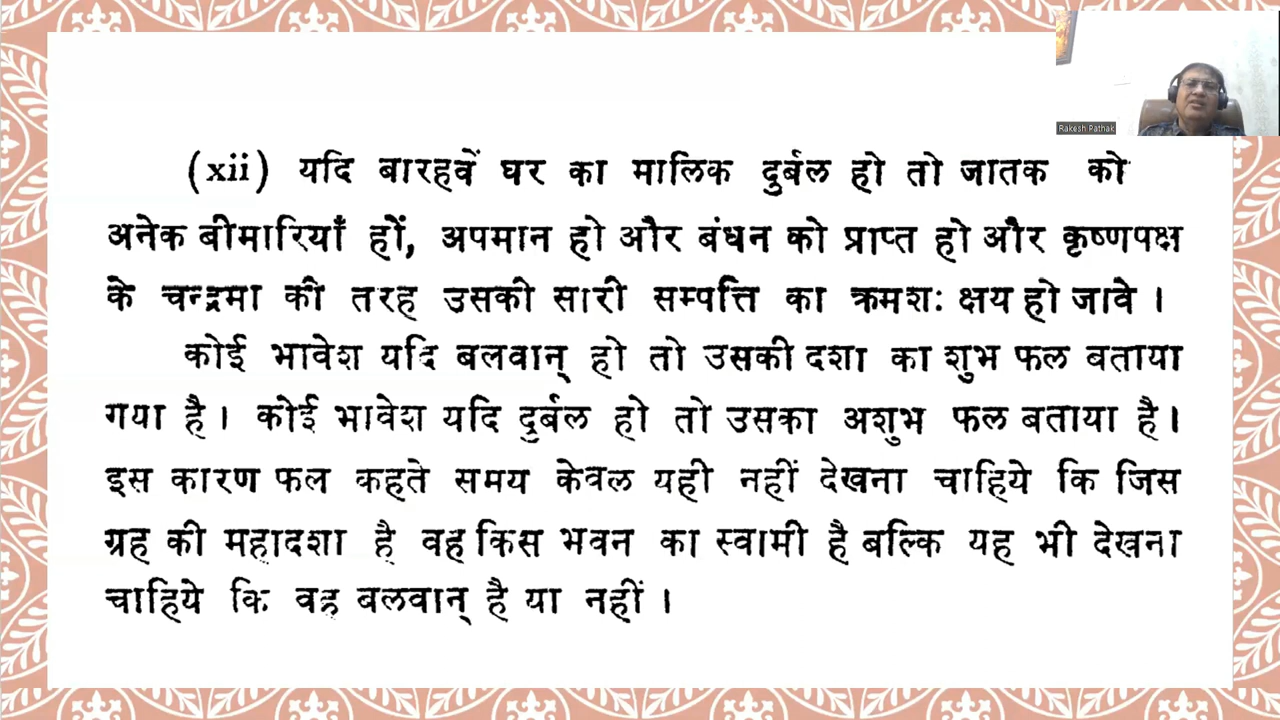 Rakesh Pathak
(xii) यदि बारहवें घर का मालिक दुर्बल हो तो जातक को
अनेक बीमारियाँ हों, अपमान हो और बंधन को प्राप्त हो और कृष्णपक्ष
के चन्द्रमा की तरह उसकी सारी सम्पत्ति का क्रमशः क्षय हो जावे ।
कोई भावेश यदि बलवान् हो तो उसकी दशा का शुभ फल बताया
गया है । कोई भावेश यदि दुर्बल हो तो उसका अशुभ फल बताया है ।
इस कारण फल कहते समय केवल यही नहीं देखना चाहिये कि जिस
ग्रह की महादशा है वह किस भवन का स्वामी है बल्कि यह भी देखना
चाहिये कि वह बलवान् है या नहीं ।